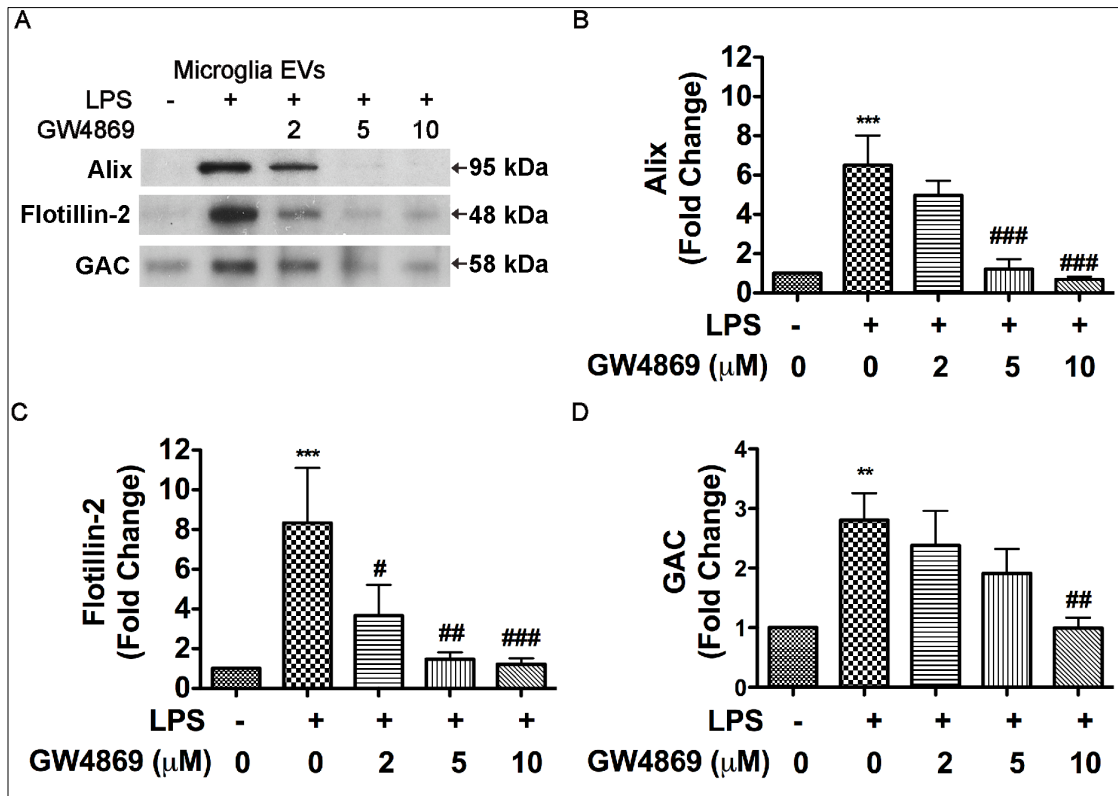 A
Microglia EVs
LPS - + + + +
GW4869 2 5 10
Alix ←95 kDa
Flotillin-2 ←48 kDa
GAC ←58 kDa
B
Alix
(Fold Change)
12
10
8
6
4
2
0
***
###
###
LPS - + + + +
GW4869 (μM) 0 0 2 5 10
C
Flotillin-2
(Fold Change)
12
10
8
6
4
2
0
***
#
##
###
LPS - + + + +
GW4869 (μM) 0 0 2 5 10
D
GAC
(Fold Change)
4
3
2
1
0
**
##
LPS - + + + +
GW4869 (μM) 0 0 2 5 10